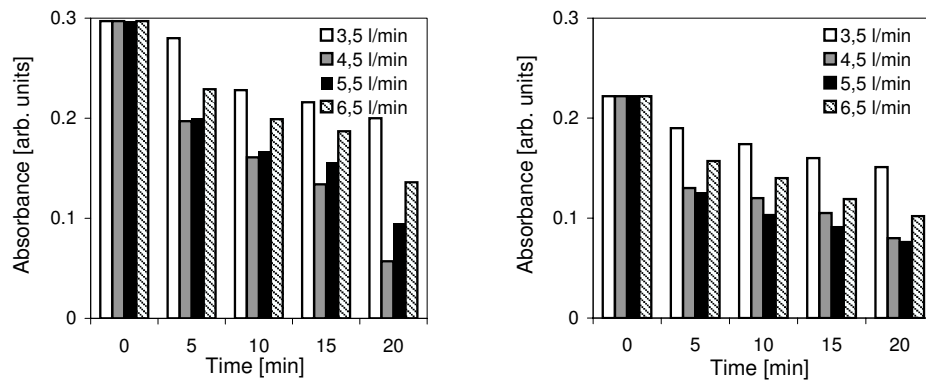 0.3
0.2
0.1
0
Absorbance [arb. units]
3,5 l/min
4,5 l/min
5,5 l/min
6,5 l/min
0 5 10 15 20
Time [min]
0.3
0.2
0.1
0
Absorbance [arb. units]
3,5 l/min
4,5 l/min
5,5 l/min
6,5 l/min
0 5 10 15 20
Time [min]